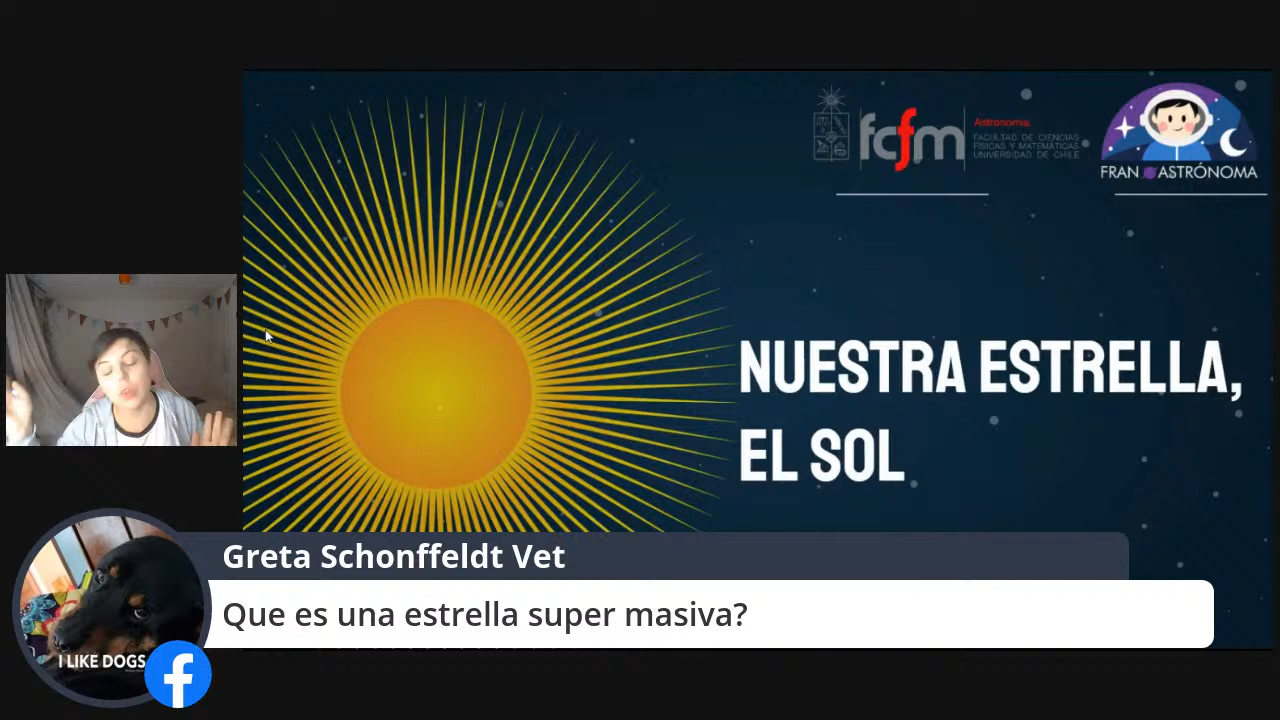 fcfm
Astronomía
FACULTAD DE CIENCIAS
FÍSICAS Y MATEMÁTICAS
UNIVERSIDAD DE CHILE
FRAN ASTRÓNOMA
NUESTRA ESTRELLA,
EL SOL
Greta Schonffeldt Vet
Que es una estrella super masiva?
I LIKE DOGS
f